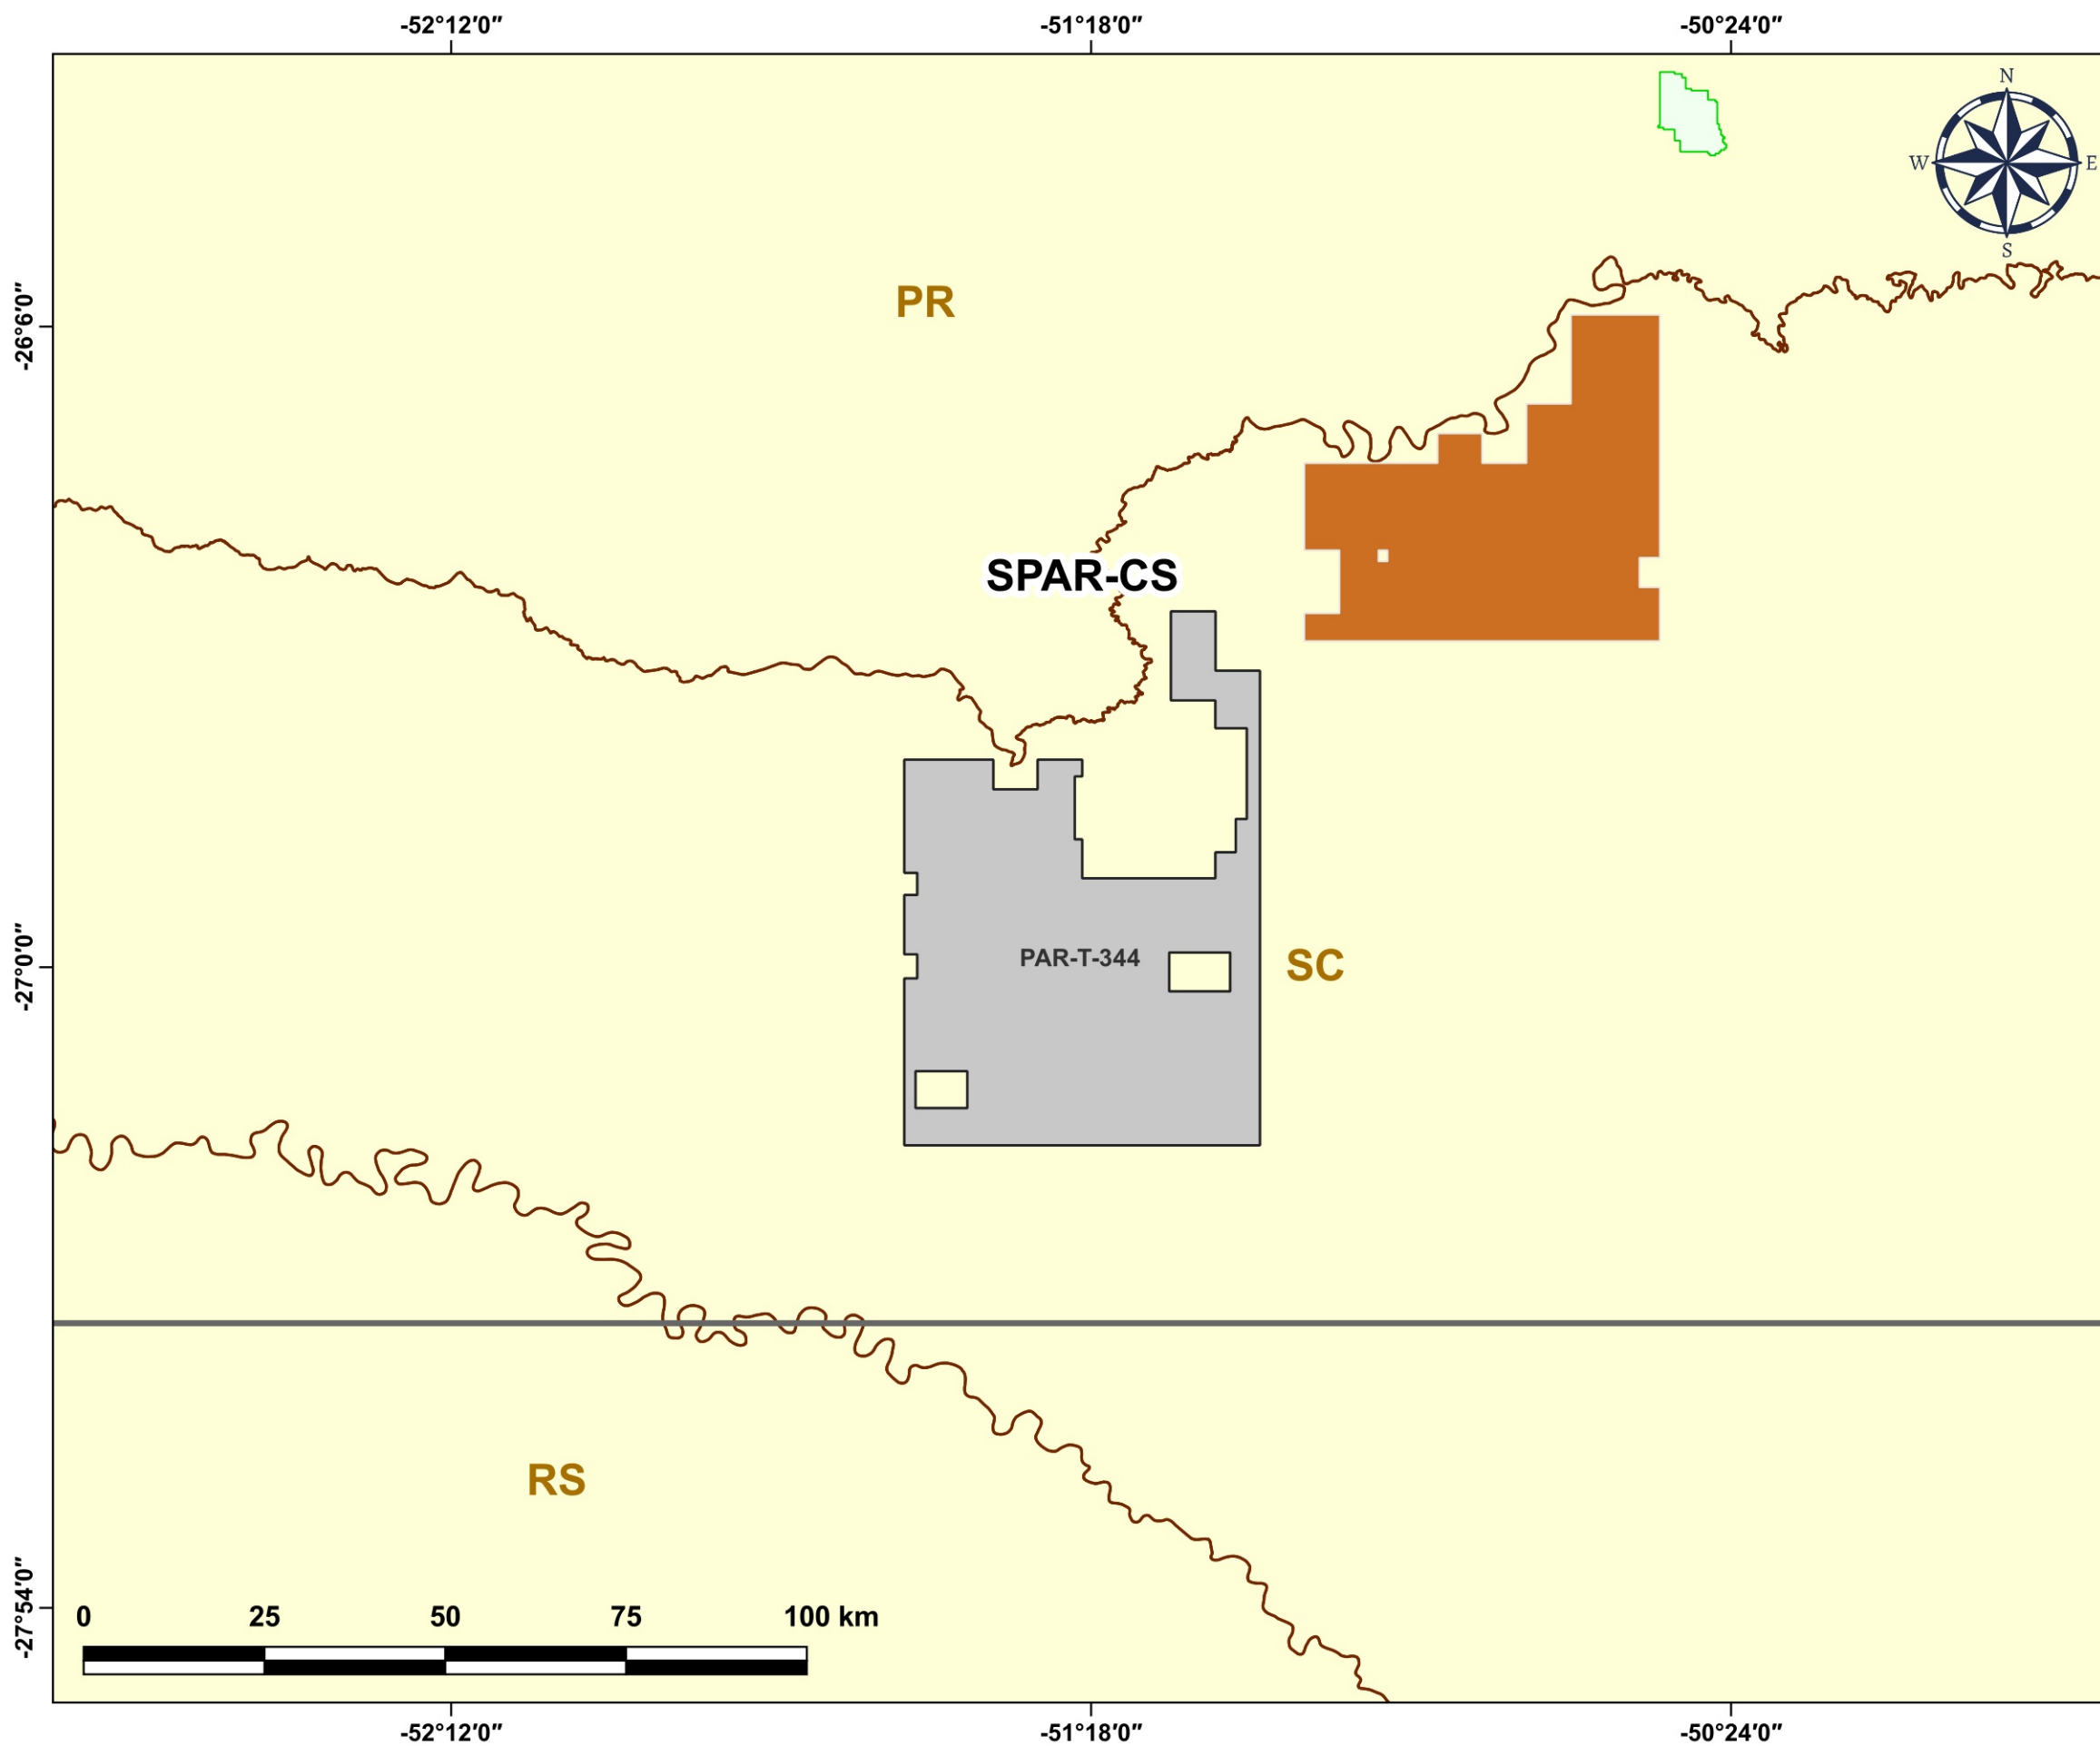 -52°12′0″ -51°18′0″ -50°24′0″
N
W E
S
-26°6′0″
PR
SPAR-CS
-27°0′0″
PAR-T-344
SC
RS
-27°54′0″
0 25 50 75 100 km
-52°12′0″ -51°18′0″ -50°24′0″